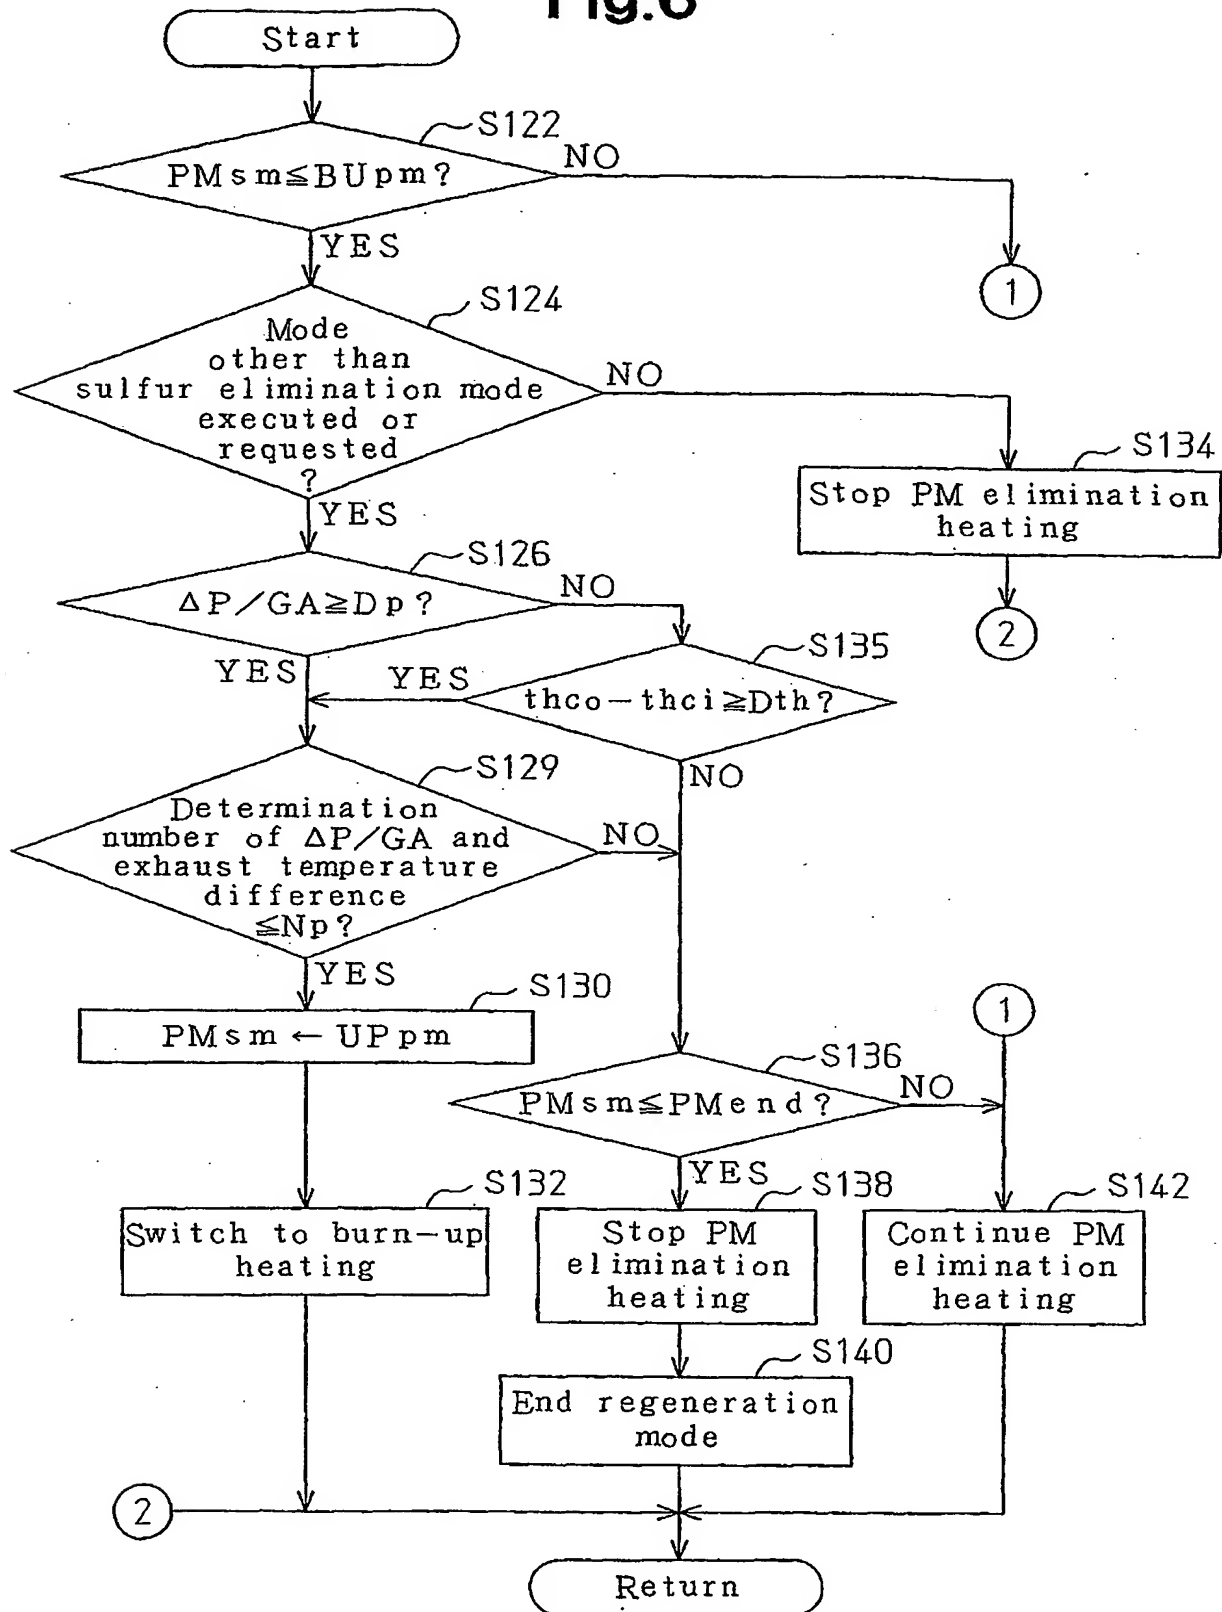 Fig.6
Start
S122
PMsm≦BUpm?
NO
YES
1
S124
Mode
other than
sulfur elimination mode
executed or
requested
?
NO
YES
S134
Stop PM elimination
heating
2
S126
ΔP/GA≧Dp?
NO
YES
S135
thco-thci≧Dth?
YES
NO
S129
Determination
number of ΔP/GA and
exhaust temperature
difference
≦Np?
NO
YES
S130
PMsm←UPpm
1
S136
PMsm≦PMend?
NO
YES
S132
Switch to burn-up
heating
S138
Stop PM
elimination
heating
S142
Continue PM
elimination
heating
S140
End regeneration
mode
2
Return